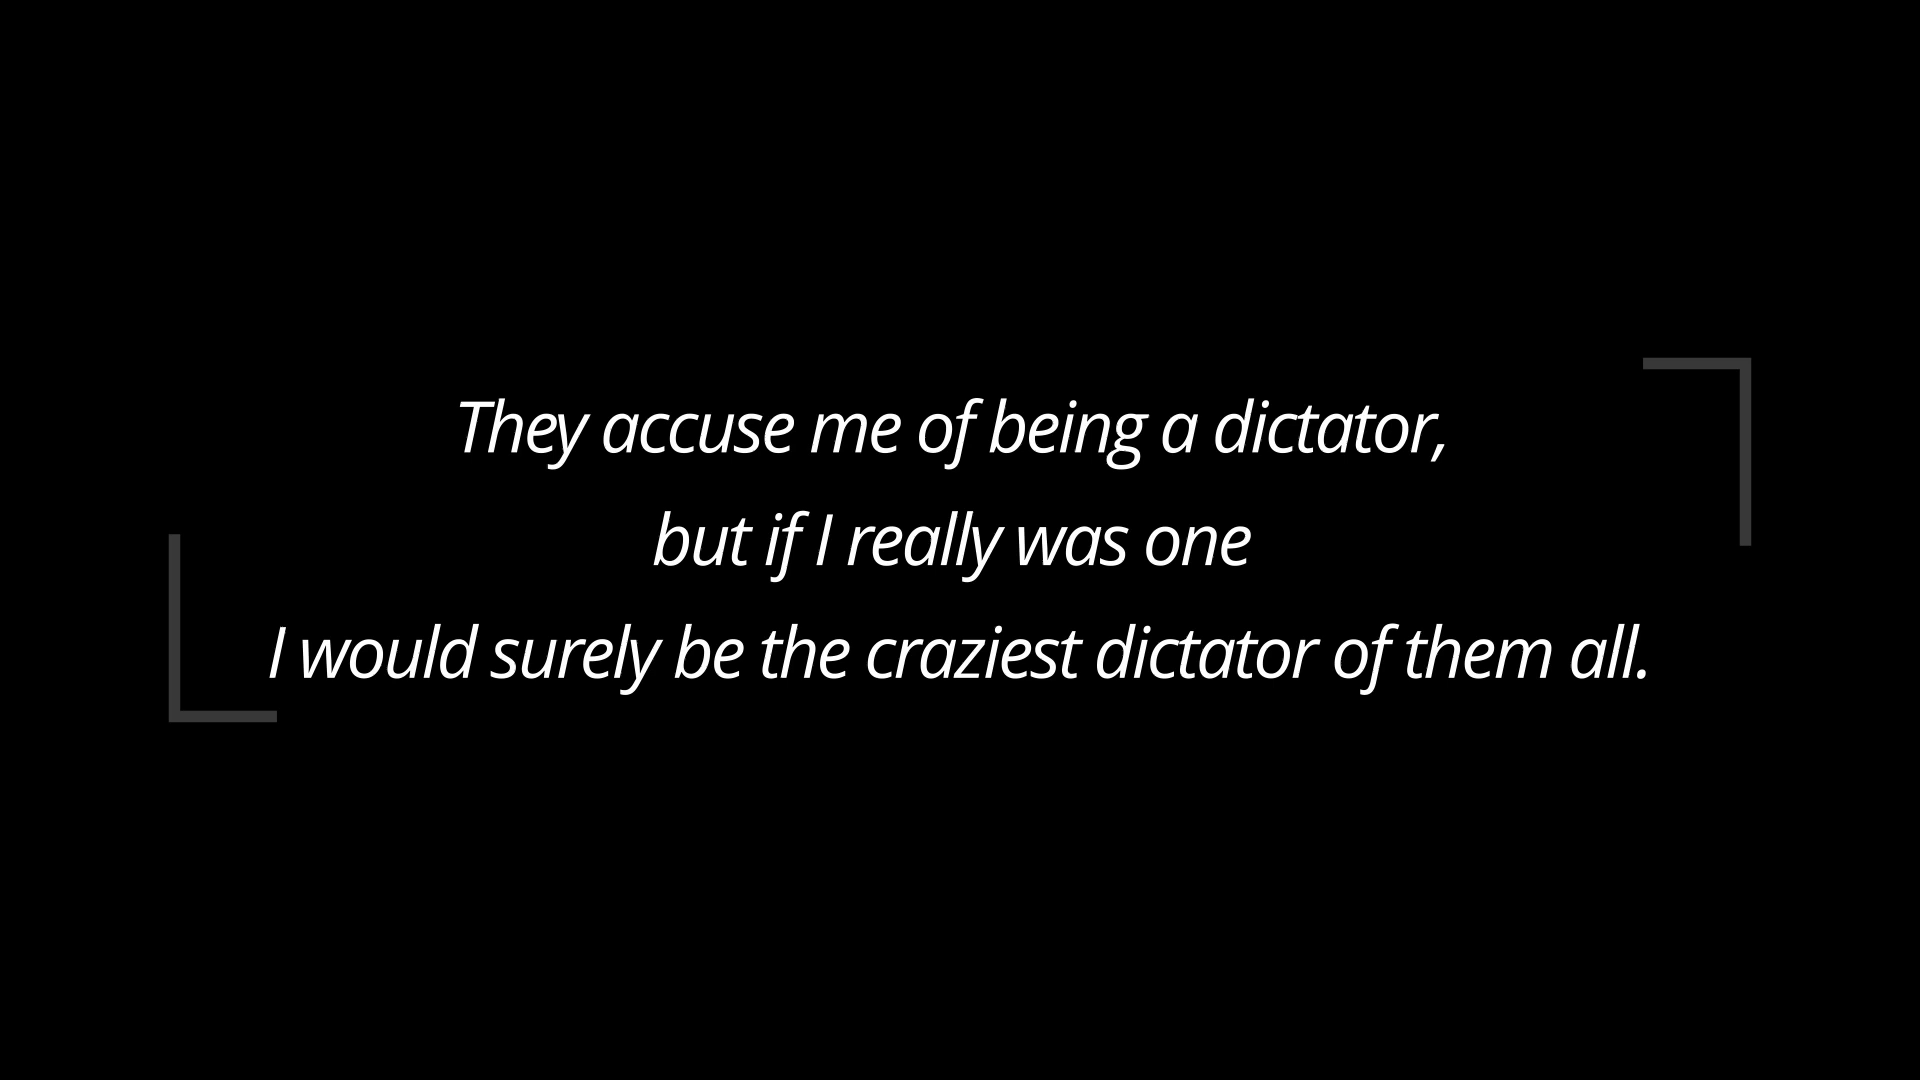 They accuse me of being a dictator,
but if I really was one
I would surely be the craziest dictator of them all.